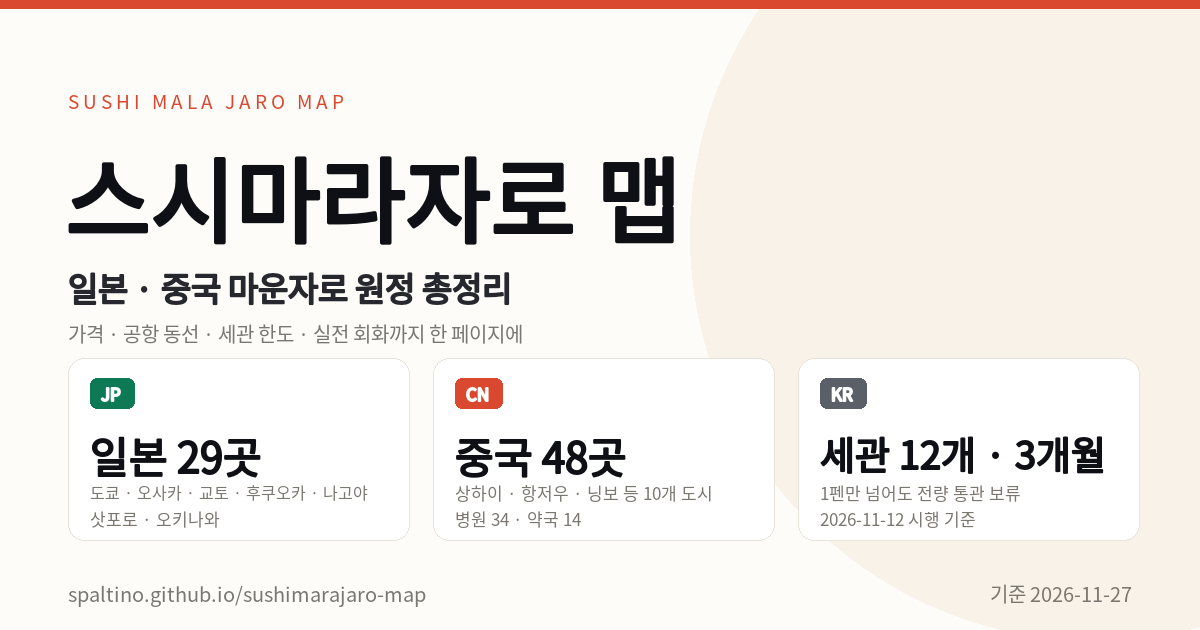 SUSHI MALA JARO MAP
스시마라자로 맵
일본 · 중국 마운자로 원정 총정리
가격 · 공항 동선 · 세관 한도 · 실전 회화까지 한 페이지에
JP
일본 29곳
도쿄 · 오사카 · 교토 · 후쿠오카 · 나고야
삿포로 · 오키나와
CN
중국 48곳
상하이 · 항저우 · 닝보 등 10개 도시
병원 34 · 약국 14
KR
세관 12개 · 3개월
1펜만 넘어도 전량 통관 보류
2026-11-12 시행 기준
spaltino.github.io/sushimarajaro-map
기준 2026-11-27